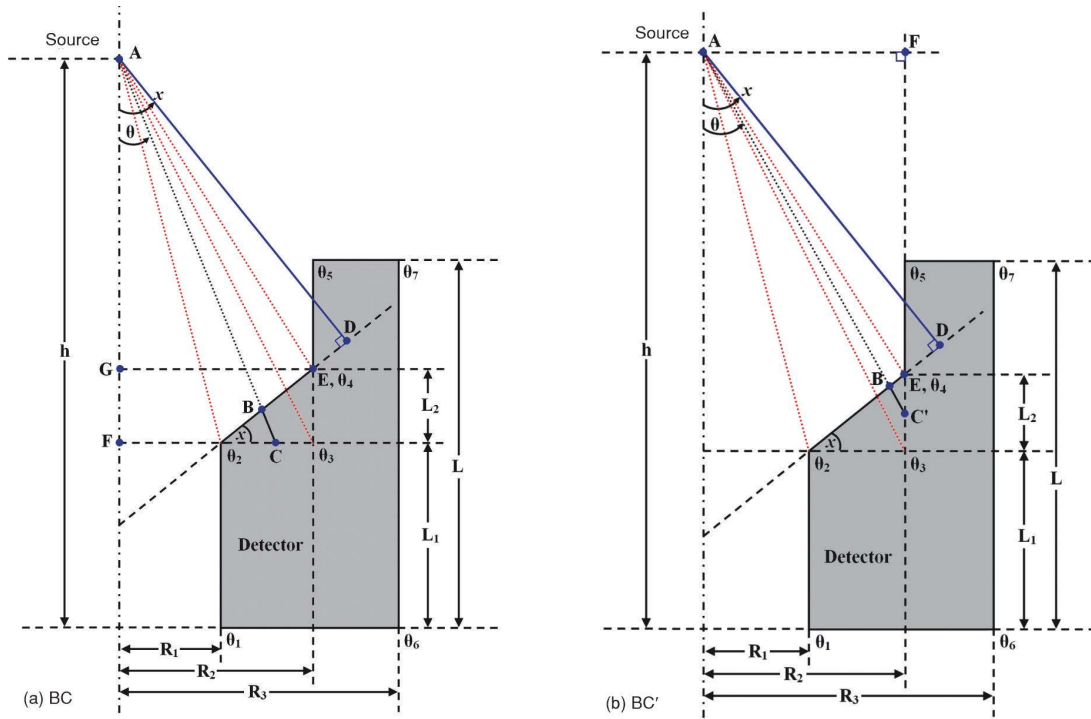 Source
A
x
θ
h
G
F
B
x
C
D
E, θ₄
θ₂
θ₃
θ₅
θ₇
L₂
L₁
L
Detector
θ₁
θ₆
R₁
R₂
R₃
(a) BC
Source
A
F
x
θ
h
B
x
C'
D
E, θ₄
θ₂
θ₃
θ₅
θ₇
L₂
L₁
L
Detector
θ₁
θ₆
R₁
R₂
R₃
(b) BC′